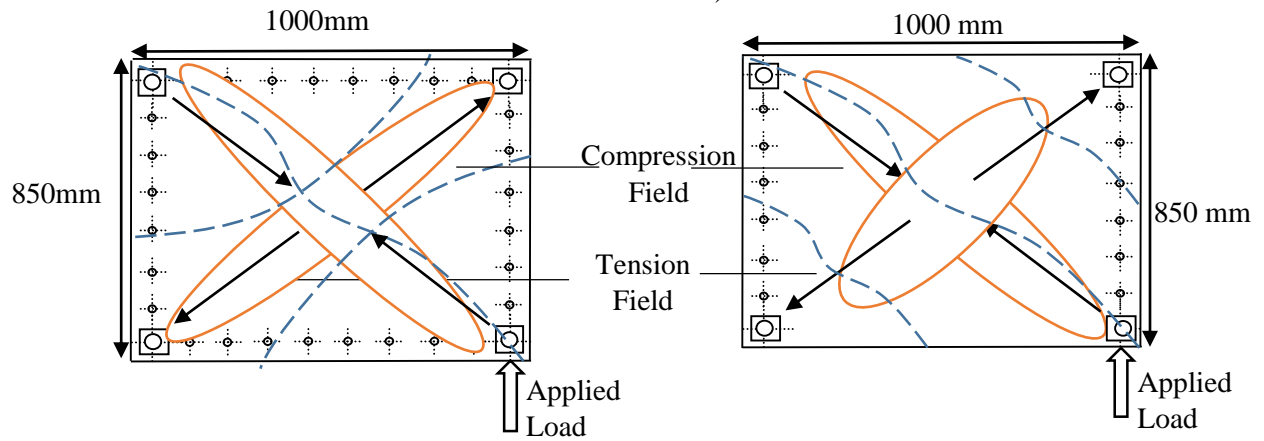 1000mm
1000 mm
850mm
Compression
Field
850 mm
Tension
Field
Applied
Load
Applied
Load